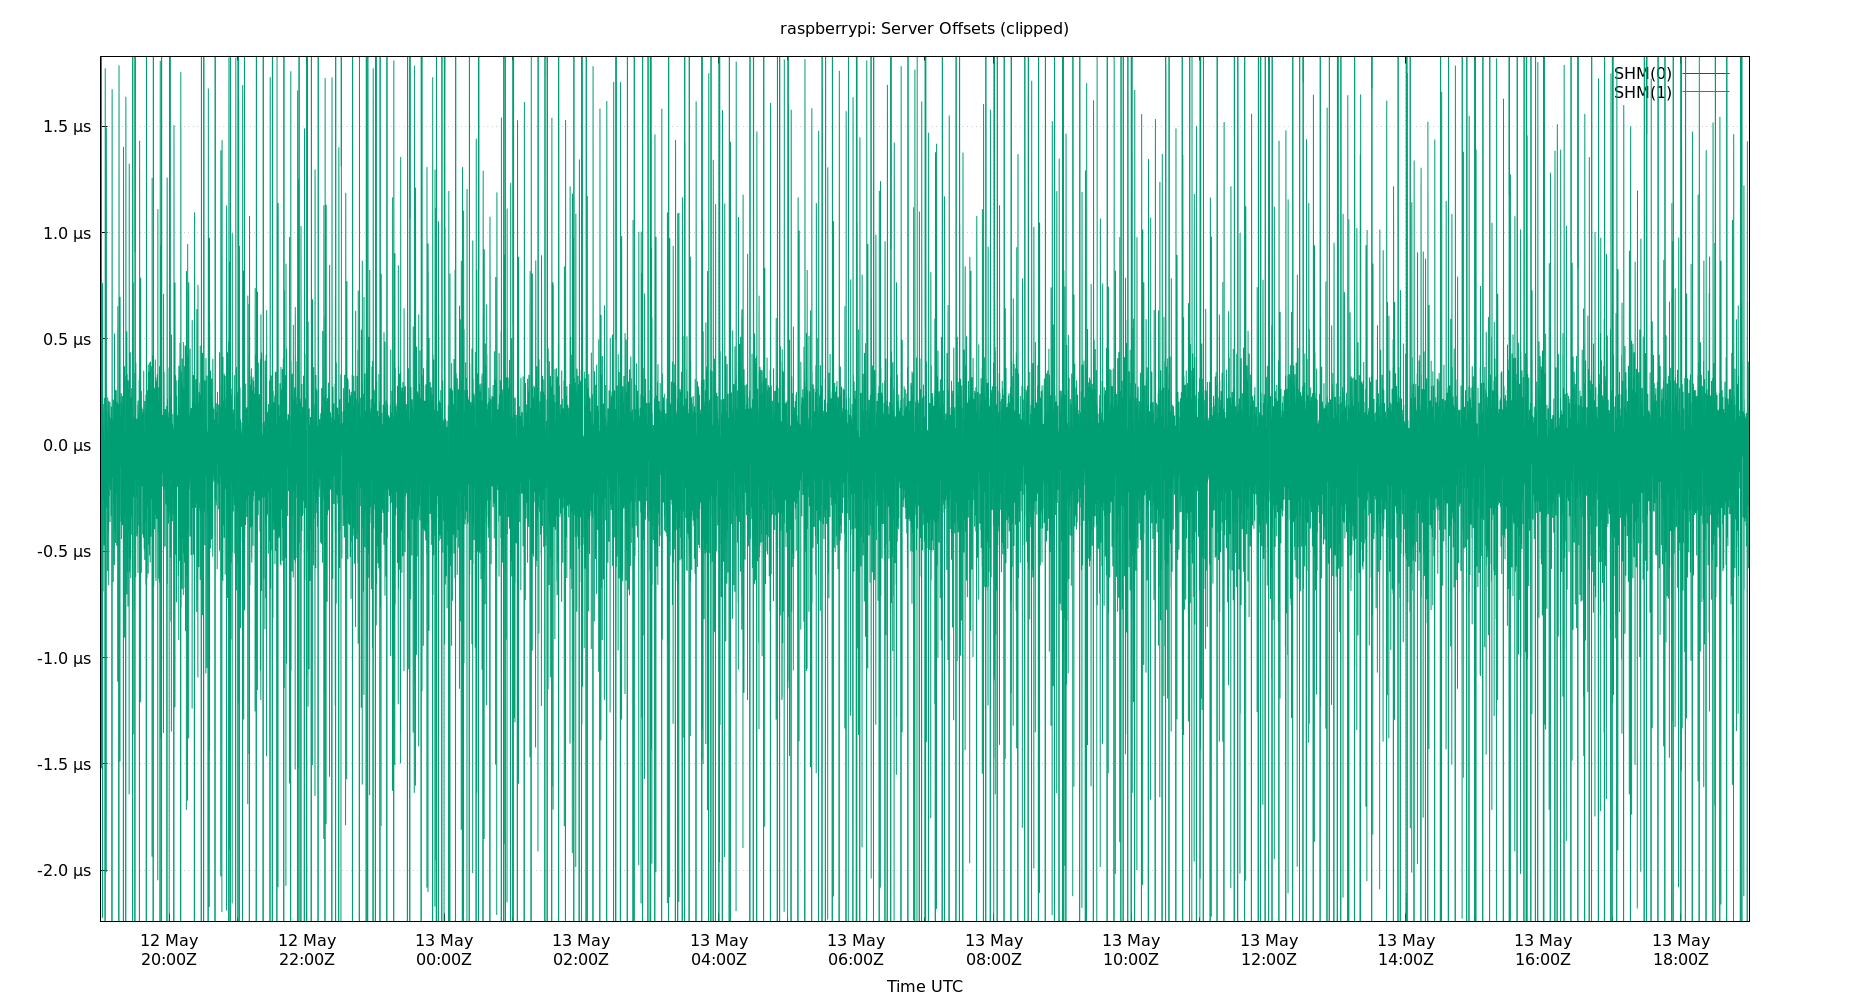 raspberrypi: Server Offsets (clipped)
SHM(0)
SHM(1)
1.5 µs
1.0 µs
0.5 µs
0.0 µs
-0.5 µs
-1.0 µs
-1.5 µs
-2.0 µs
12 May 12 May 13 May 13 May 13 May 13 May 13 May 13 May 13 May 13 May 13 May 13 May
20:00Z 22:00Z 00:00Z 02:00Z 04:00Z 06:00Z 08:00Z 10:00Z 12:00Z 14:00Z 16:00Z 18:00Z
Time UTC